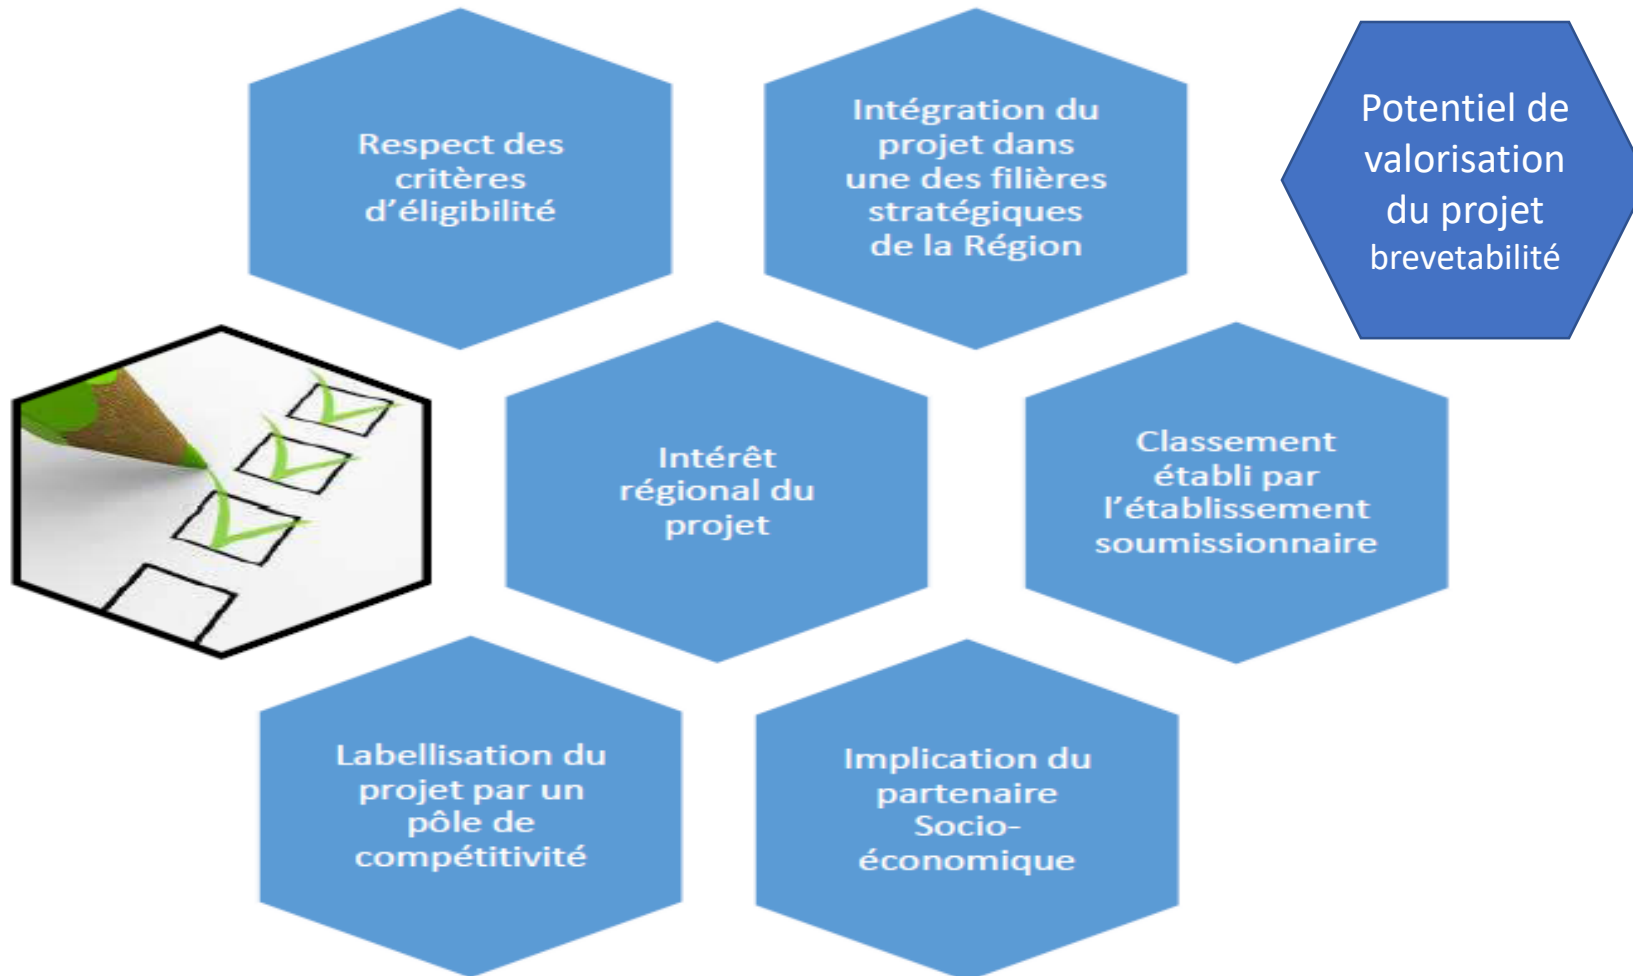 Respect des
critères
d’éligibilité
Intégration du
projet dans
une des filières
stratégiques
de la Région
Potentiel de
valorisation
du projet
brevetabilité
Intérêt
régional du
projet
Classement
établi par
l’établissement
soumissionnaire
Labellisation du
projet par un
pôle de
compétitivité
Implication du
partenaire
Socio-
économique